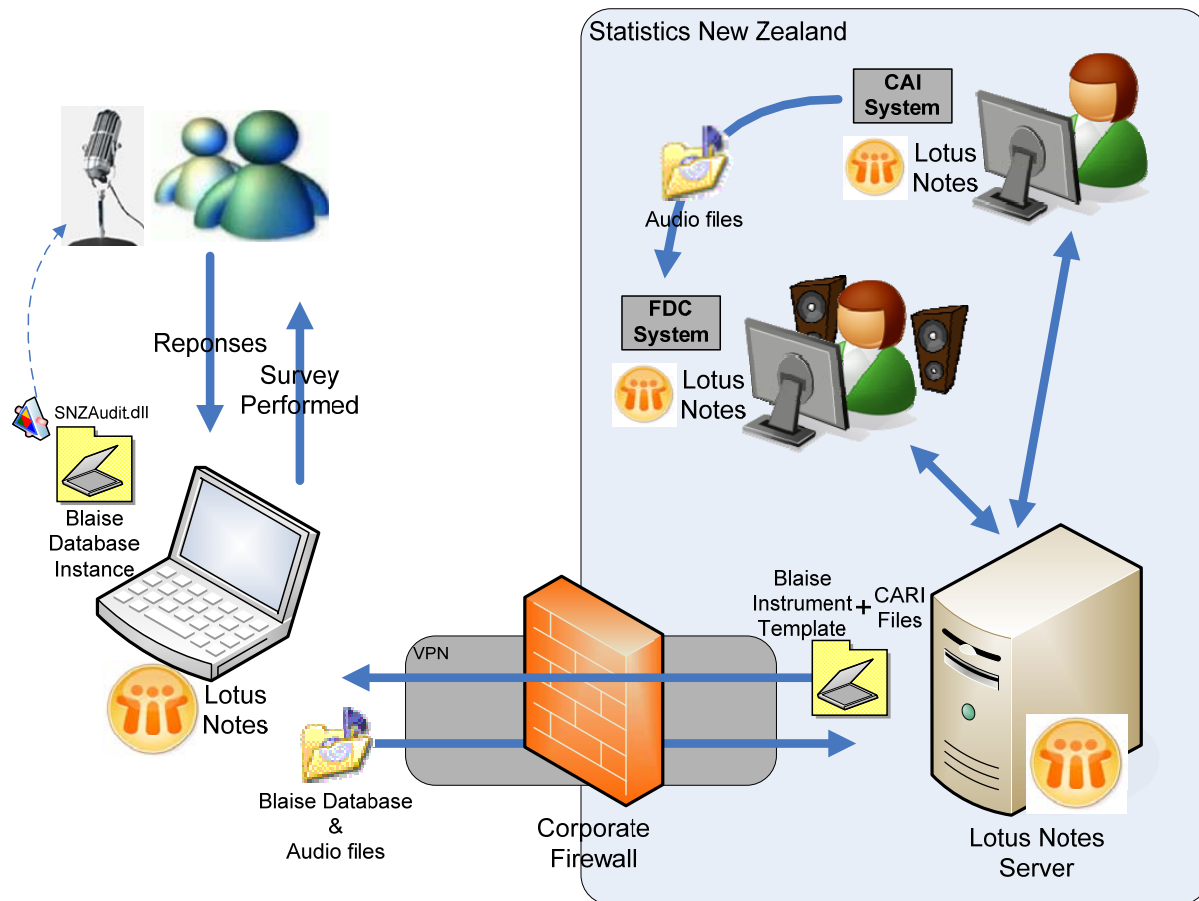 Statistics New Zealand
CAI
System
Lotus
Notes
Audio files
FDC
System
Lotus
Notes
Reponses
Survey
Performed
SNZAudit.dll
Blaise
Database
Instance
Lotus
Notes
VPN
Blaise
Instrument
Template
+
CARI
Files
Blaise Database
&
Audio files
Corporate
Firewall
Lotus Notes
Server